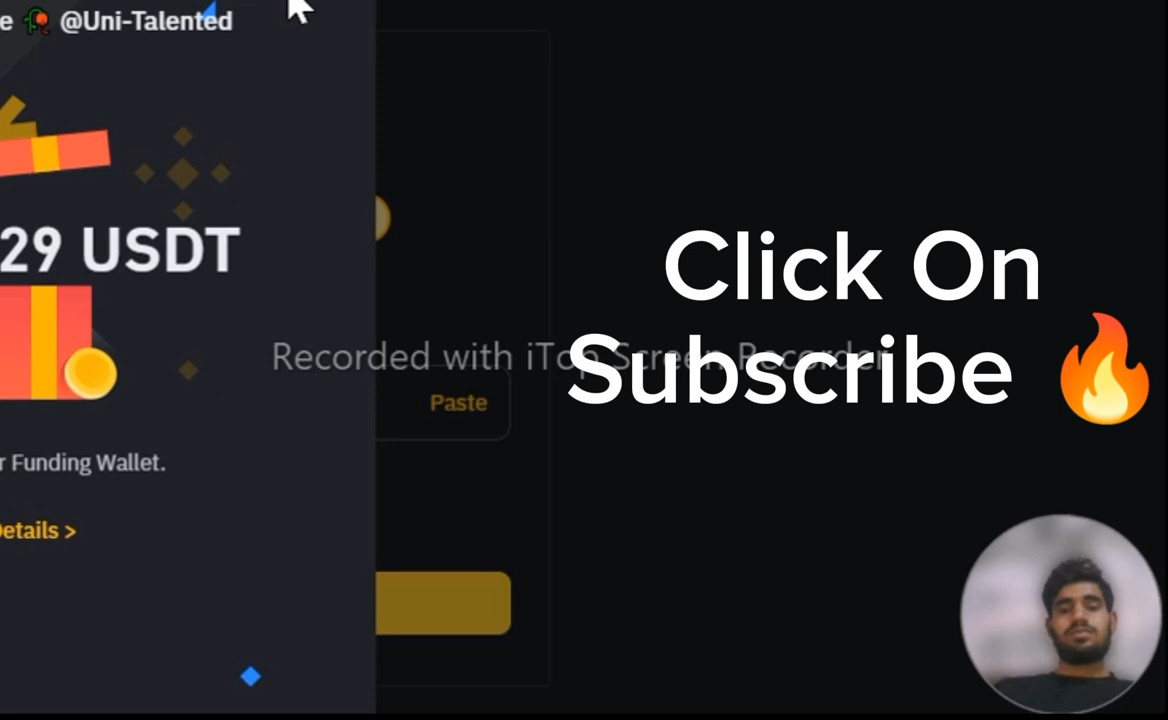 e 🥀 @Uni-Talented
29 USDT
Click On
Subscribe 🔥
Recorded with iTop Screen Recorder
Paste
r Funding Wallet.
Details >